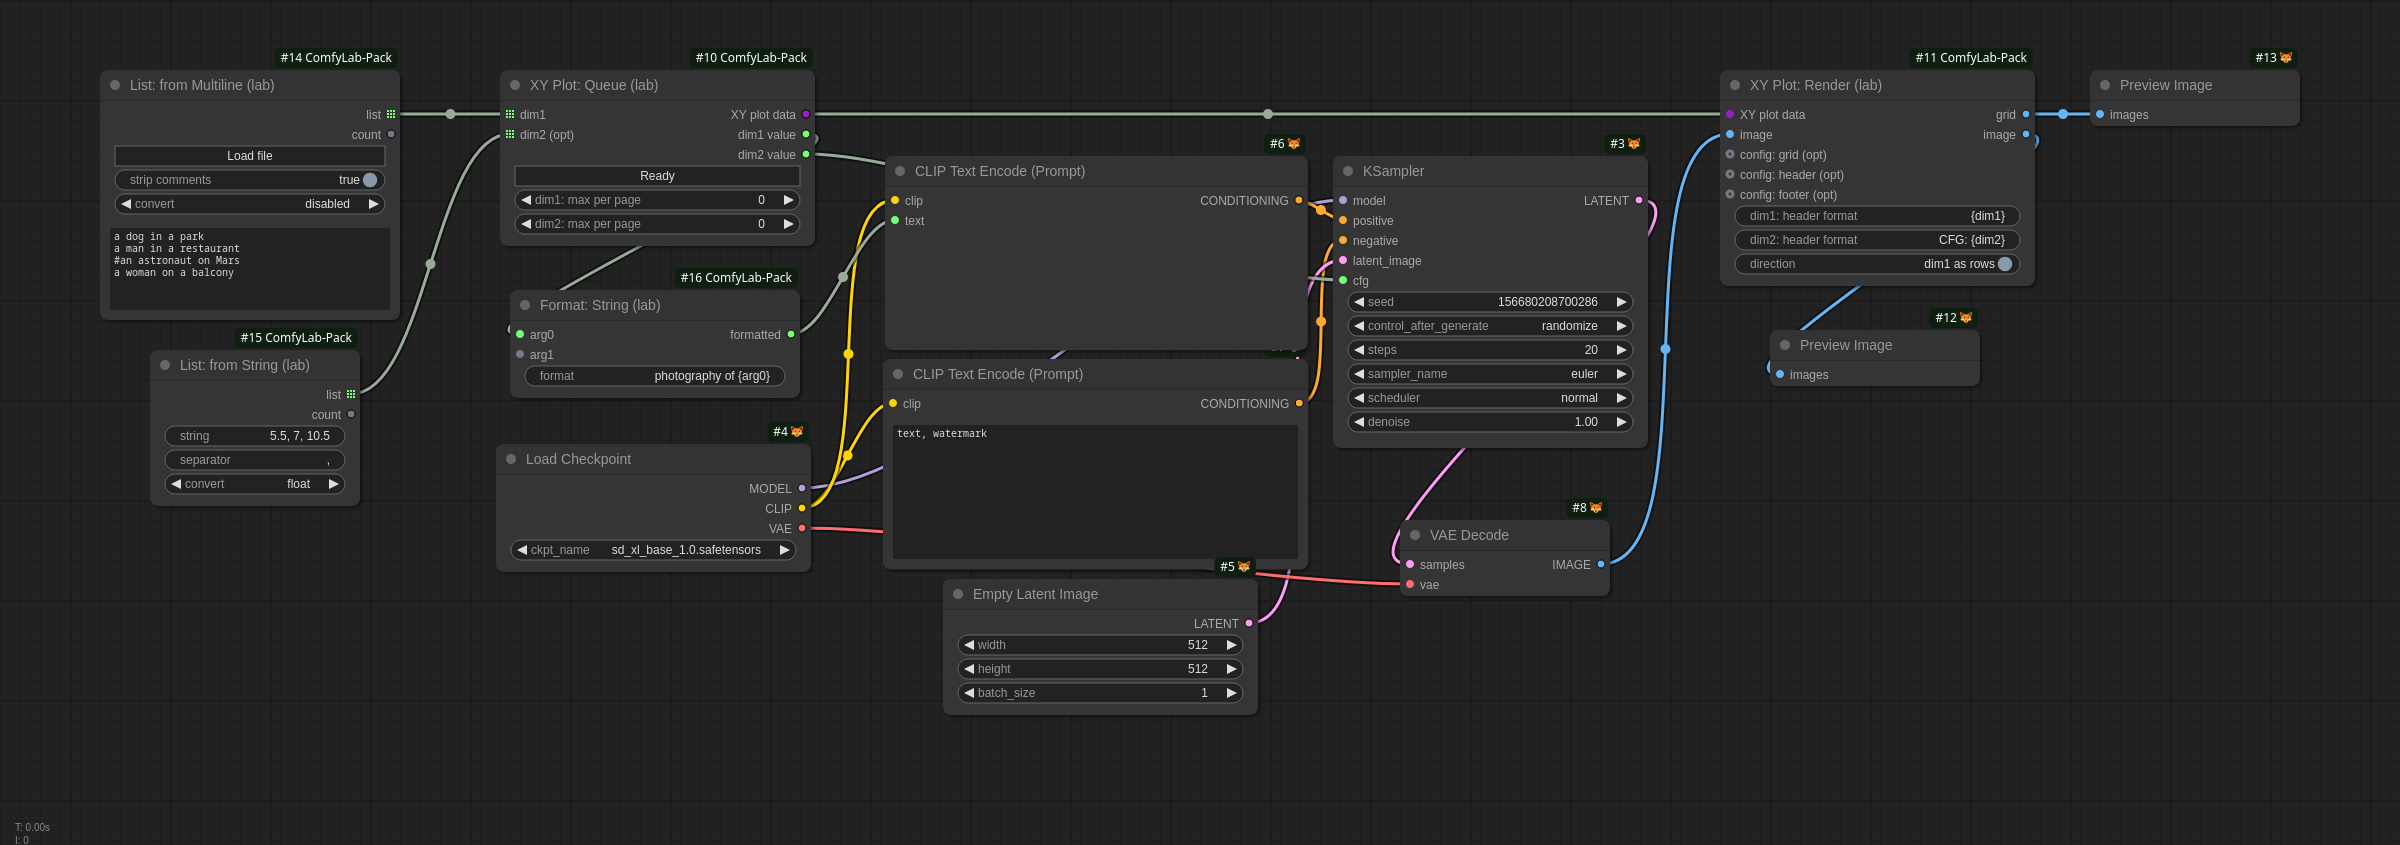 #14 ComfyLab-Pack
List: from Multiline (lab)
list
count
Load file
strip comments true
convert disabled
a dog in a park
a man in a restaurant
#an astronaut on Mars
a woman on a balcony
#15 ComfyLab-Pack
List: from String (lab)
list
count
string 5.5, 7, 10.5
separator ,
convert float
#10 ComfyLab-Pack
XY Plot: Queue (lab)
dim1 XY plot data
dim2 (opt) dim1 value
dim2 value
Ready
dim1: max per page 0
dim2: max per page 0
#16 ComfyLab-Pack
Format: String (lab)
arg0 formatted
arg1
format photography of {arg0}
#4
Load Checkpoint
MODEL
CLIP
VAE
ckpt_name sd_xl_base_1.0.safetensors
#6
CLIP Text Encode (Prompt)
clip CONDITIONING
text
CLIP Text Encode (Prompt)
clip CONDITIONING
text, watermark
#5
Empty Latent Image
LATENT
width 512
height 512
batch_size 1
#3
KSampler
model LATENT
positive
negative
latent_image
cfg
seed 156680208700286
control_after_generate randomize
steps 20
sampler_name euler
scheduler normal
denoise 1.00
#8
VAE Decode
samples IMAGE
vae
#11 ComfyLab-Pack
XY Plot: Render (lab)
XY plot data grid
image image
config: grid (opt)
config: header (opt)
config: footer (opt)
dim1: header format {dim1}
dim2: header format CFG: {dim2}
direction dim1 as rows
#12
Preview Image
images
#13
Preview Image
images
T: 0.00s
I: 0